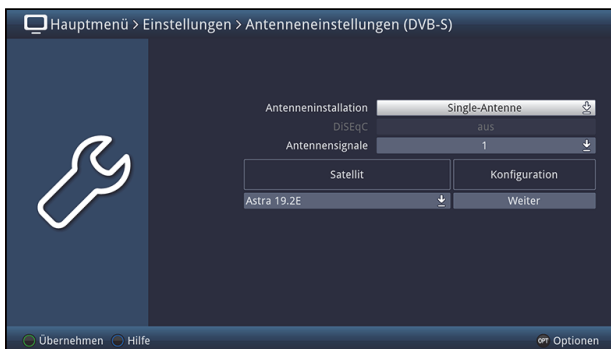 Hauptmenü > Einstellungen > Antenneneinstellungen (DVB-S)
Antenneninstallation Single-Antenne
DiSEqC aus
Antennensignale 1
Satellit Konfiguration
Astra 19.2E Weiter
Übernehmen Hilfe OPT Optionen